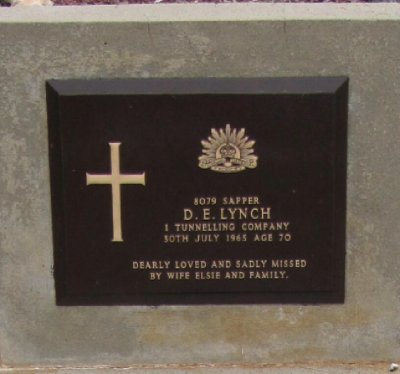 8079 SAPPER
D. E. LYNCH
1 TUNNELLING COMPANY
30TH JULY 1965 AGE 70
DEARLY LOVED AND SADLY MISSED
BY WIFE ELSIE AND FAMILY.